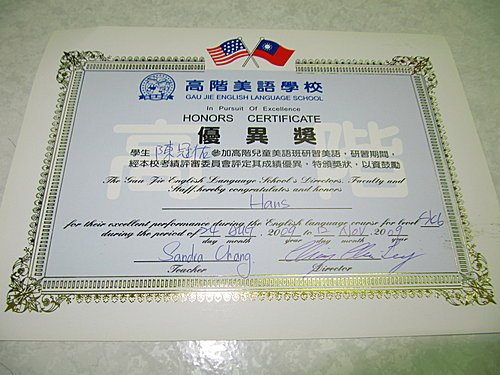 高階美語學校
GAU JIE ENGLISH LANGUAGE SCHOOL
In Pursuit Of Excellence
HONORS CERTIFICATE
優異獎
學生 陳冠佑 參加高階兒童美語班研習美語，研習期間，
經本校考績評審委員會評定其成績優異，特頒獎狀，以資鼓勵
The Gau Jie English Language School's Directors, Faculty and
Staff hereby congratulates and honors
Hans
for their excellent performance during the English language course for level
during the period of 24 Aug. 2009 to 13 Nov. 2009
day month year day month year
Sandra Chang
Teacher Director
高階